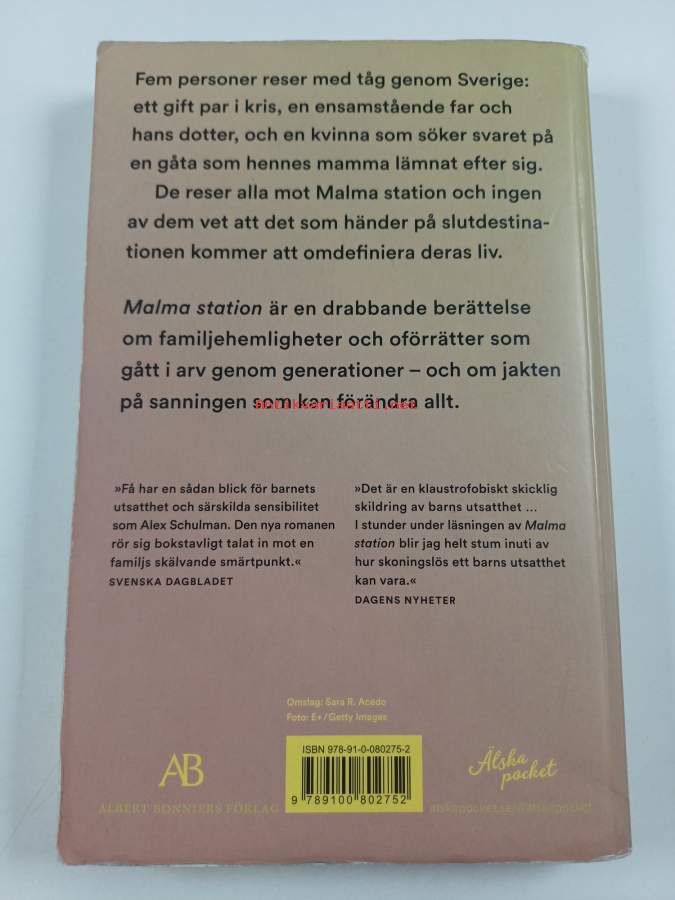 Fem personer reser med tåg genom Sverige:
ett gift par i kris, en ensamstående far och
hans dotter, och en kvinna som söker svaret på
en gåta som hennes mamma lämnat efter sig.
De reser alla mot Malma station och ingen
av dem vet att det som händer på slutdestina-
tionen kommer att omdefiniera deras liv.
Malma station är en drabbande berättelse
om familjehemligheter och oförrätter som
gått i arv genom generationer – och om jakten
på sanningen som kan förändra allt.
antikvariaatti.net
»Få har en sådan blick för barnets
utsatthet och särskilda sensibilitet
som Alex Schulman. Den nya romanen
rör sig bokstavligt talat in mot en
familjs skälvande smärtpunkt.«
SVENSKA DAGBLADET
»Det är en klaustrofobiskt skicklig
skildring av barns utsatthet ...
I stunder under läsningen av Malma
station blir jag helt stum inuti av
hur skoningslös ett barns utsatthet
kan vara.«
DAGENS NYHETER
Omslag: Sara R. Acedo
Foto: E+/Getty Images
ISBN 978-91-0-080275-2
9 789100 802752
AB
ALBERT BONNIERS FÖRLAG
Älska
pocket